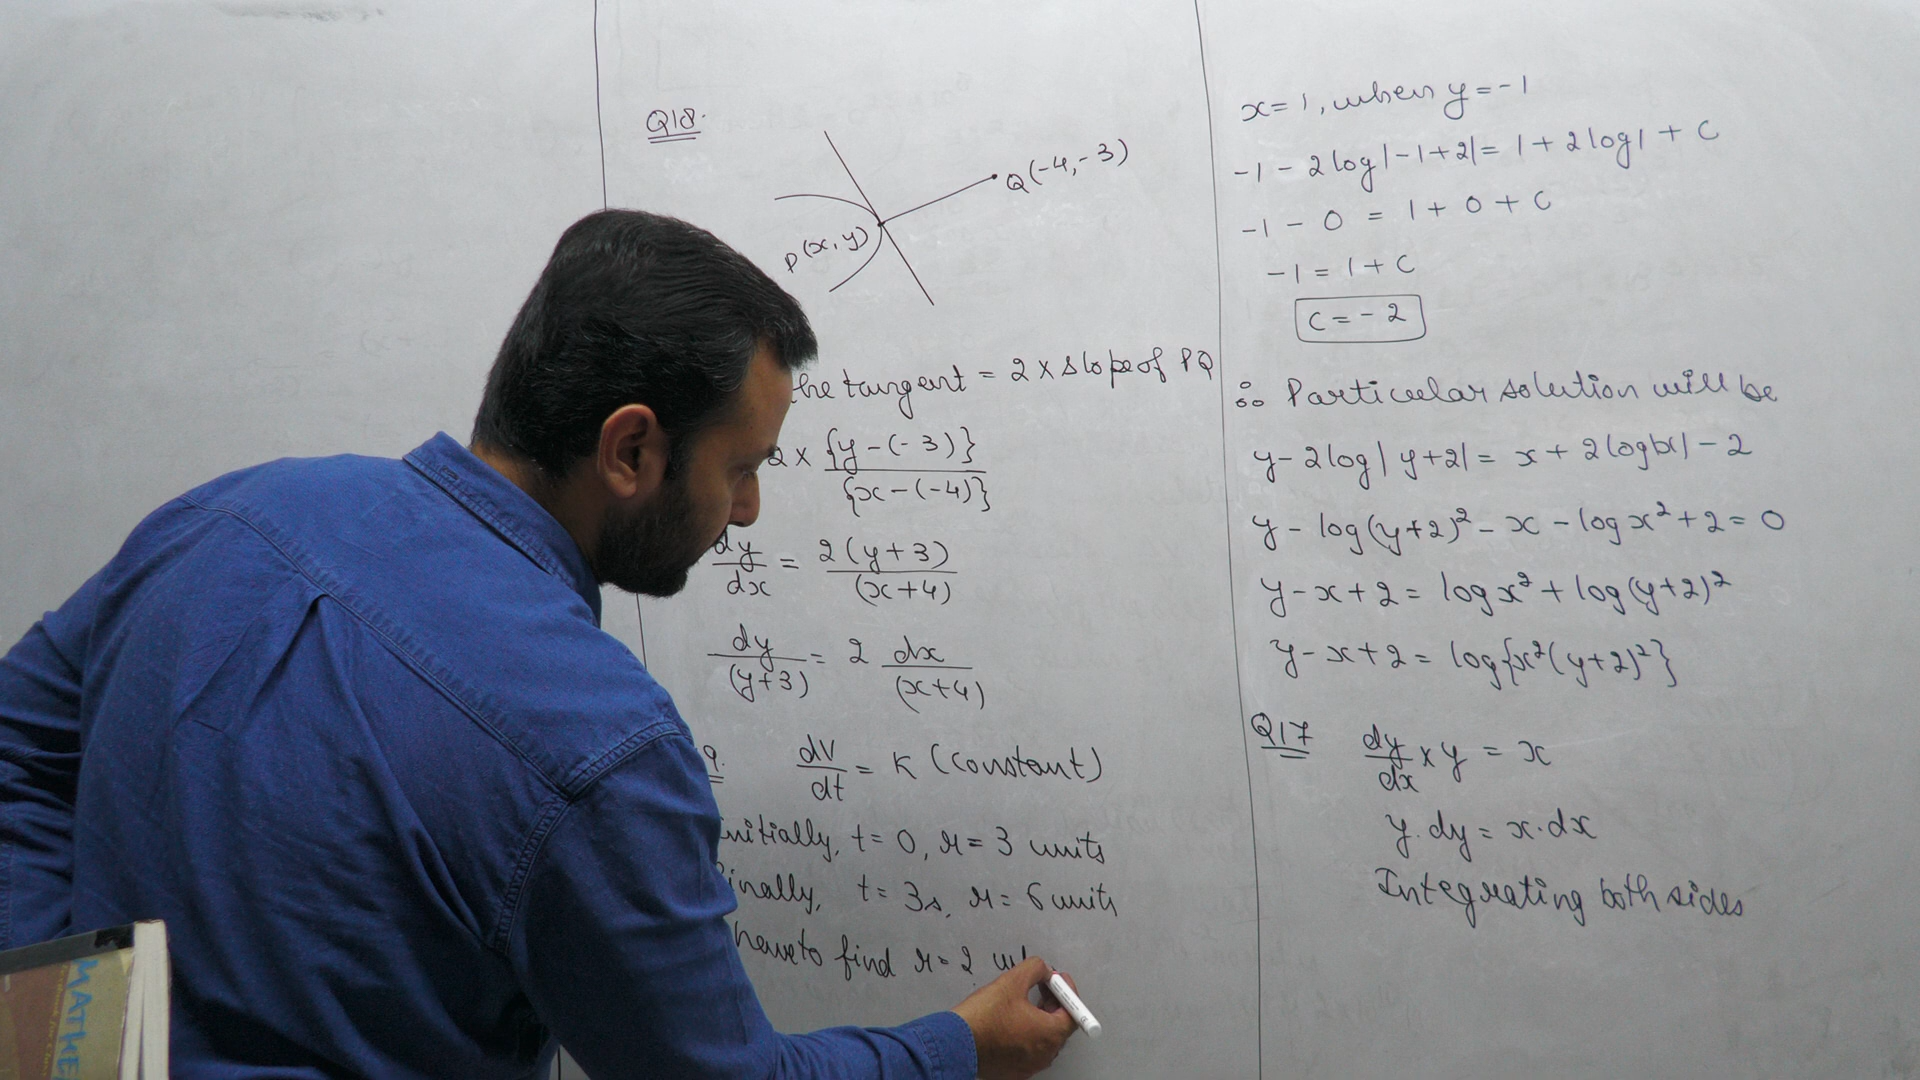 Q18.
Q(-4,-3)
P(x,y)
the tangent = 2 × slope of PQ
2 × {y-(-3)} / {x-(-4)}
dy/dx = 2(y+3) / (x+4)
dy/(y+3) = 2 dx/(x+4)
9. dV/dt = K (constant)
initially, t = 0, r = 3 units
Finally, t = 3s, r = 6 units
have to find r = ?
x = 1, when y = -1
-1 - 2 log|-1+2| = 1 + 2 log 1 + C
-1 - 0 = 1 + 0 + C
-1 = 1 + C
C = -2
∴ Particular solution will be
y - 2 log|y+2| = x + 2 log|x| - 2
y - log(y+2)² - x - log x² + 2 = 0
y - x + 2 = log x² + log(y+2)²
y - x + 2 = log{x²(y+2)²}
Q17 dy/dx × y = x
y.dy = x.dx
Integrating both sides
MATHE